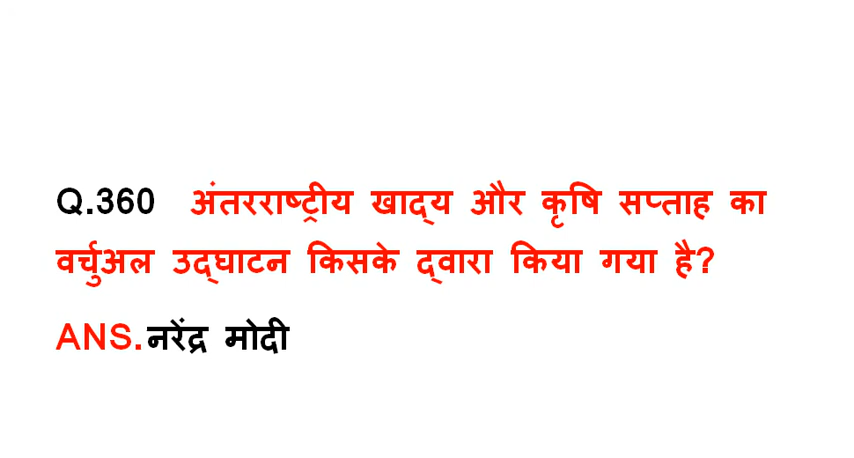 Q.360 अंतरराष्ट्रीय खाद्य और कृषि सप्ताह का
वर्चुअल उद्घाटन किसके द्वारा किया गया है?
ANS.नरेंद्र मोदी